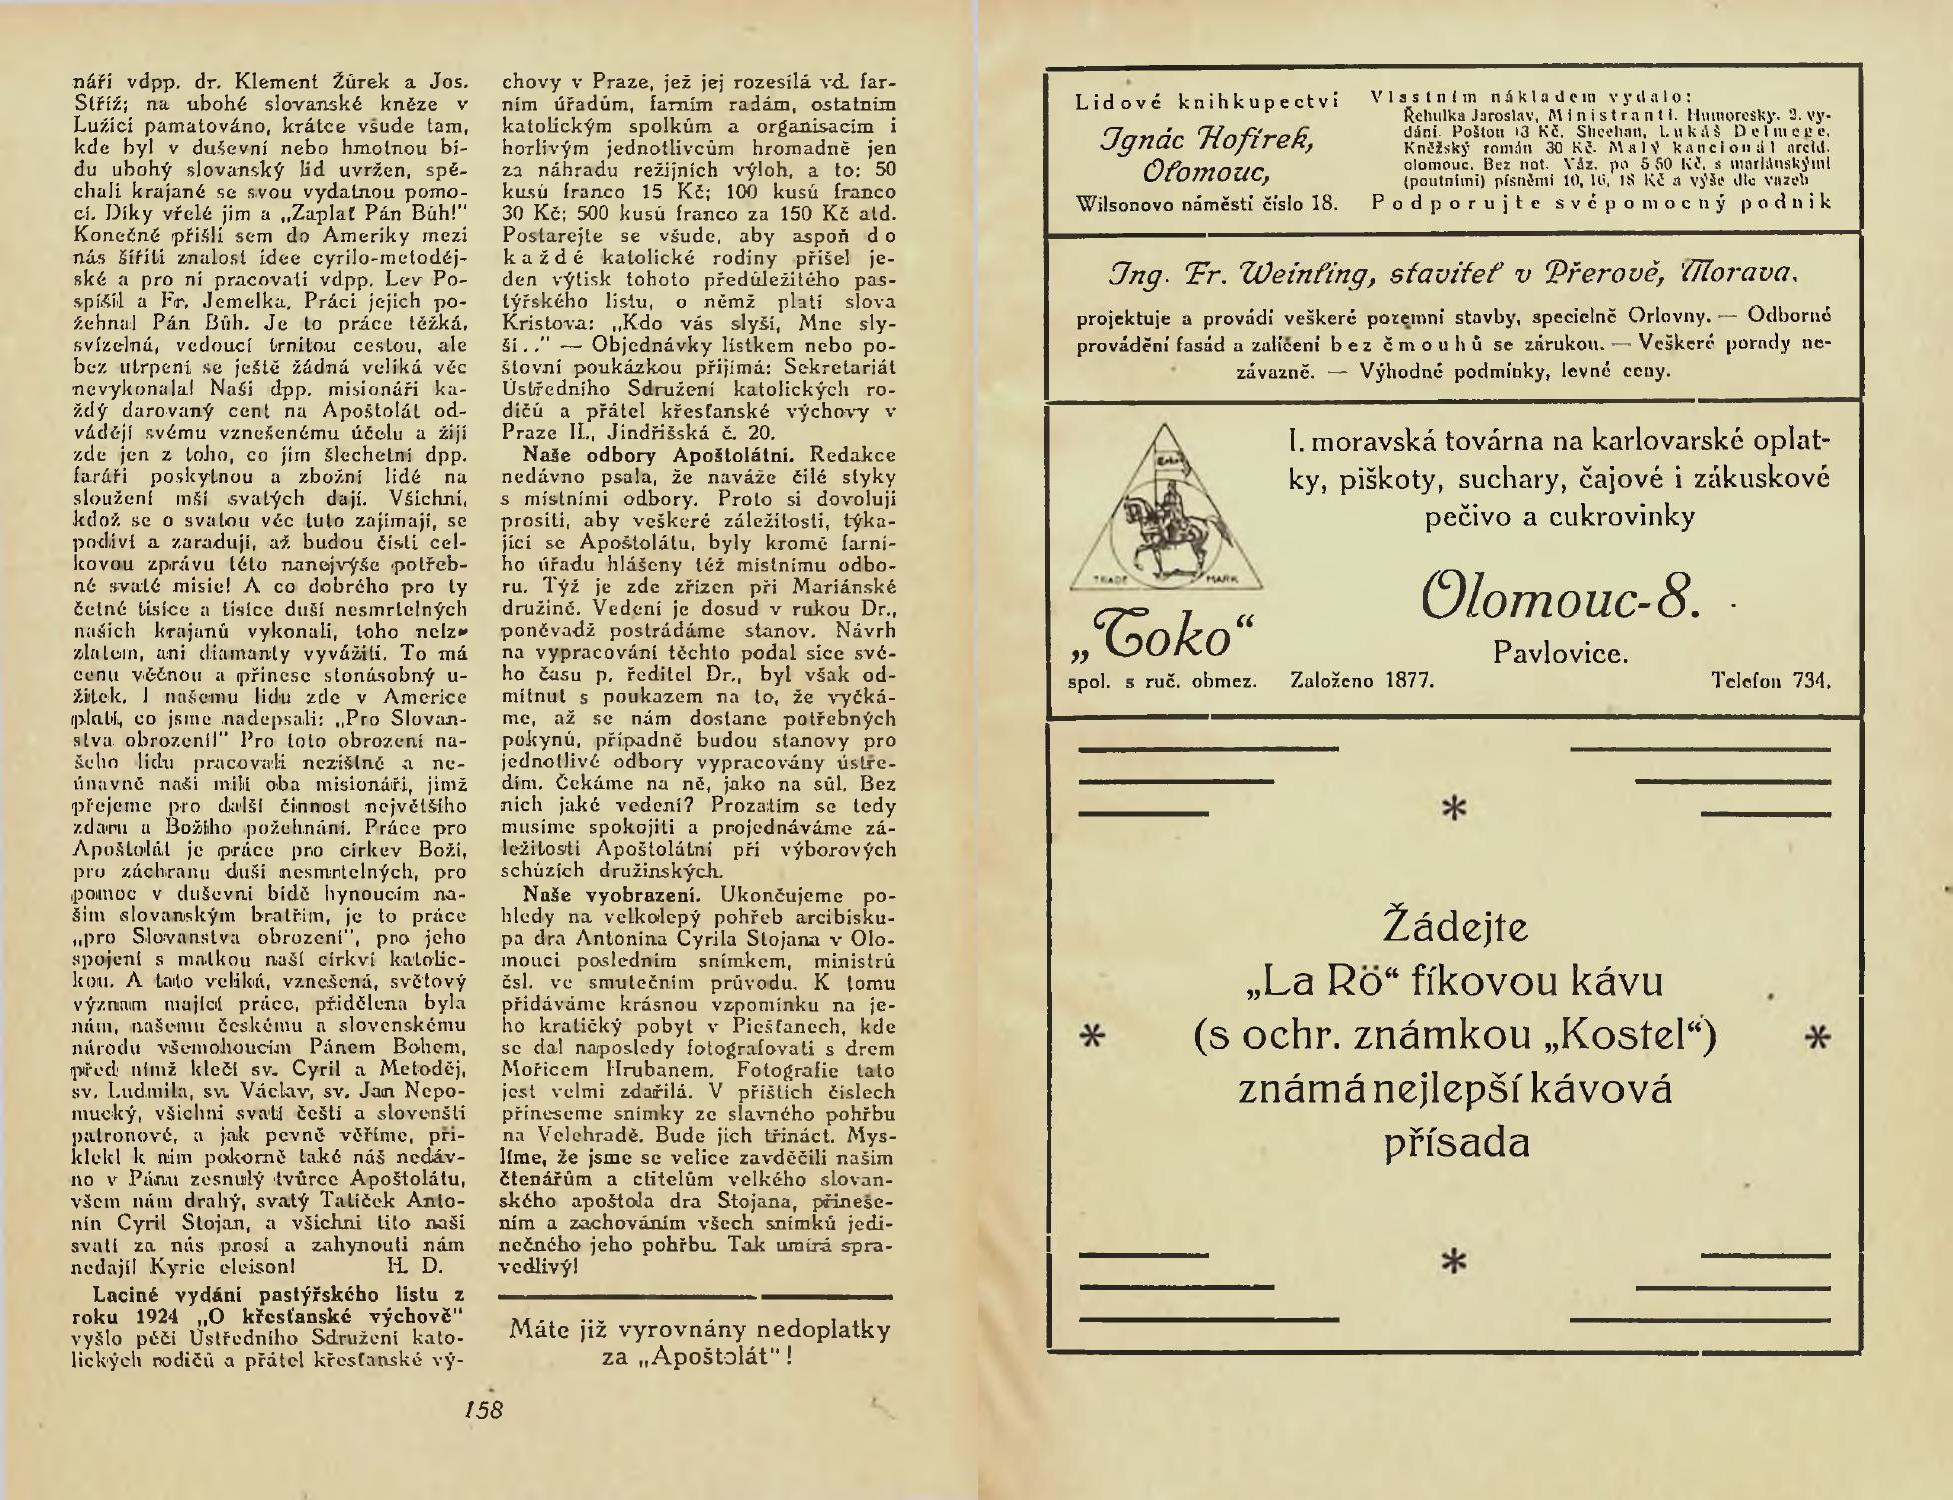 náři vdpp. dr. Klement Žůrek a Jos.
Stříž; na ubohé slovanské kněze v
Lužici pamatováno, krátce všude tam,
kde byl v duševní nebo hmotnou bí-
du ubohý slovanský lid uvržen, spě-
chali krajané se svou vydatnou pomo-
cí. Díky vřelé jim a „Zaplať Pán Bůh!"
Konečně přišli sem do Ameriky mezi
nás šířiti znalost idee cyrilo-metoděj-
ské a pro ni pracovati vdpp. Lev Po-
spíšil a Fr. Jemelka. Práci jejich po-
žehnal Pán Bůh. Je to práce těžká,
svízelná, vedoucí trnitou cestou, ale
bez utrpení se ještě žádná veliká věc
nevykonala! Naši dpp. misionáři ka-
ždý darovaný cent na Apoštolát od-
vádějí svému vznešenému účelu a žijí
zde jen z toho, co jim šlechetní dpp.
faráři poskytnou a zbožní lidé na
sloužení mší svatých dají. Všichni,
kdož se o svatou věc tuto zajímají, se
podiví a zaradují, až budou čísti cel-
kovou zprávu této nanejvýše potřeb-
né svaté misie! A co dobrého pro ty
četné tisíce a tisíce duší nesmrtelných
našich krajanů vykonali, toho nelze
zlatem, ani diamanty vyvážiti. To má
cenu věčnou a přinese stonásobný u-
žitek. I našemu lidu zde v Americe
platí, co jsme nadepsali: „Pro Slovan-
stva obrození!" Pro toto obrození na-
šeho lidu pracovali nezištně a ne-
únavně naši milí oba misionáři, jimž
přejeme pro další činnost největšího
zdaru a Božího požehnání. Práce pro
Apoštolát je práce pro církev Boží,
pro záchranu duší nesmrtelných, pro
pomoc v duševní bídě hynoucím na-
šim slovanským bratřím, je to práce
„pro Slovanstva obrození", pro jeho
spojení s matkou naší církví katolic-
kou. A tato veliká, vznešená, světový
význam mající práce, přidělena byla
nám, našemu českému a slovenskému
národu všemohoucím Pánem Bohem,
před nímž klečí sv. Cyril a Metoděj,
sv. Ludmila, sv. Václav, sv. Jan Nepo-
mucký, všichni svatí čeští a slovenští
patronové, a jak pevně věříme, při-
klekl k nim pokorně také náš nedáv-
no v Pánu zesnulý tvůrce Apoštolátu,
všem nám drahý, svatý Tatíček Anto-
nín Cyril Stojan, a všichni tito naši
svatí za nás prosí a zahynouti nám
nedají! Kyrie eleison! H. D.
Laciné vydání pastýřského listu z
roku 1924 „O křesťanské výchově"
vyšlo péčí Ústředního Sdružení kato-
lických rodičů a přátel křesťanské vý-
chovy v Praze, jež jej rozesílá vd. far-
ním úřadům, farním radám, ostatním
katolickým spolkům a organisacím i
horlivým jednotlivcům hromadně jen
za náhradu režijních výloh, a to: 50
kusů franco 15 Kč; 100 kusů franco
30 Kč; 500 kusů franco za 150 Kč atd.
Postarejte se všude, aby aspoň do
každé katolické rodiny přišel je-
den výtisk tohoto předůležitého pas-
týřského listu, o němž platí slova
Kristova: „Kdo vás slyší, Mne sly-
ší.." — Objednávky lístkem nebo po-
štovní poukázkou přijímá: Sekretariát
Ústředního Sdružení katolických ro-
dičů a přátel křesťanské výchovy v
Praze II., Jindřišská č. 20.
Naše odbory Apoštolátní. Redakce
nedávno psala, že naváže čilé styky
s místními odbory. Proto si dovoluji
prositi, aby veškeré záležitosti, týka-
jící se Apoštolátu, byly kromě farní-
ho úřadu hlášeny též místnímu odbo-
ru. Týž je zde zřízen při Mariánské
družině. Vedení je dosud v rukou Dr.,
poněvadž postrádáme stanov. Návrh
na vypracování těchto podal sice své-
ho času p. ředitel Dr., byl však od-
mítnut s poukazem na to, že vyčká-
me, až se nám dostane potřebných
pokynů, případně budou stanovy pro
jednotlivé odbory vypracovány ústře-
dím. Čekáme na ně, jako na sůl. Bez
nich jaké vedení? Prozatím se tedy
musíme spokojiti a projednáváme zá-
ležitosti Apoštolátní při výborových
schůzích družinských.
Naše vyobrazení. Ukončujeme po-
hledy na velkolepý pohřeb arcibisku-
pa dra Antonína Cyrila Stojana v Olo-
mouci posledním snímkem, ministrů
čsl. ve smutečním průvodu. K tomu
přidáváme krásnou vzpomínku na je-
ho kratičký pobyt v Piešťanech, kde
se dal naposledy fotografovati s drem
Mořicem Hrubanem. Fotografie tato
jest velmi zdařilá. V příštích číslech
přineseme snímky ze slavného pohřbu
na Velehradě. Bude jich třináct. Mys-
líme, že jsme se velice zavděčili našim
čtenářům a ctitelům velkého slovan-
ského apoštola dra Stojana, přineše-
ním a zachováním všech snímků jedi-
nečného jeho pohřbu. Tak umírá spra-
vedlivý!
Máte již vyrovnány nedoplatky
za „Apoštolát"!
158
Lidové knihkupectví
Ignác Hofírek,
Olomouc,
Wilsonovo náměstí číslo 18.
Vlastním nákladem vydalo:
Řehulka Jaroslav, Ministranti. Humoresky. 2. vy-
dání. Poštou 13 Kč. Sheehan, Lukáš Delmege.
Kněžský román 30 Kč. Malý kancionál arcid.
olomouc. Bez not. Váz. po 5·50 Kč, s mariánskými
(poutními) písněmi 10, 16, 18 Kč a výše dle vazeb
Podporujte svépomocný podnik
Ing. Fr. Weinling, stavitel v Přerově, Morava,
projektuje a provádí veškeré pozemní stavby, specielně Orlovny. — Odborné
provádění fasád a zalíčení bez čmouhů se zárukou. — Veškeré porady ne-
závazně. — Výhodné podmínky, levné ceny.
TRADE MARK
„Toko“
spol. s ruč. obmez.
I. moravská továrna na karlovarské oplat-
ky, piškoty, suchary, čajové i zákuskové
pečivo a cukrovinky
Olomouc-8.
Pavlovice.
Založeno 1877. Telefon 734.
*
Žádejte
„La Rö“ fíkovou kávu
* (s ochr. známkou „Kostel“) *
známá nejlepší kávová
přísada
*